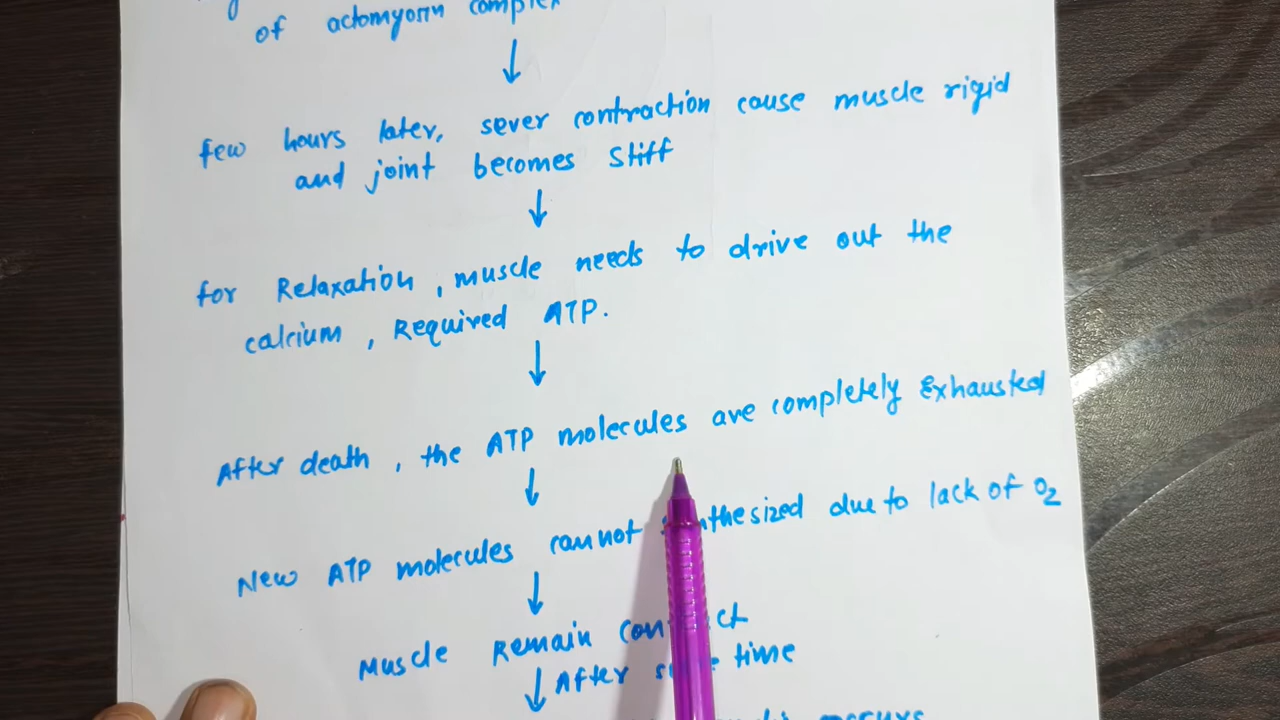 of actomyosin complex
few hours later, sever contraction cause muscle rigid
and joint becomes stiff
for Relaxation, muscle needs to drive out the
calcium, Required ATP.
After death, the ATP molecules are completely Exhausted
New ATP molecules cannot due to lack of O2
Muscle Remain
After time
occurs